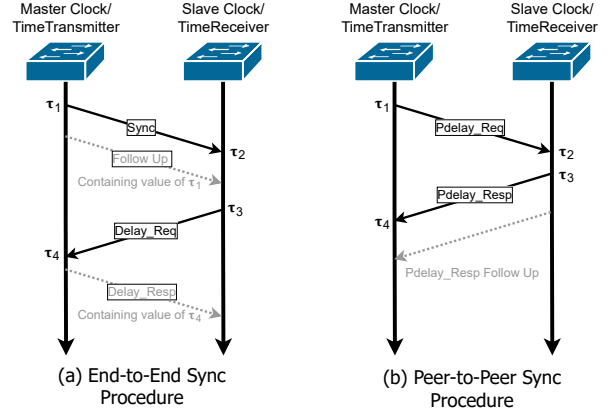 Master Clock/
TimeTransmitter
Slave Clock/
TimeReceiver
τ1
Sync
τ2
Follow Up
Containing value of τ1
τ3
Delay_Req
τ4
Delay_Resp
Containing value of τ4
(a) End-to-End Sync
Procedure
Master Clock/
TimeTransmitter
Slave Clock/
TimeReceiver
τ1
Pdelay_Req
τ2
τ3
Pdelay_Resp
τ4
Pdelay_Resp Follow Up
(b) Peer-to-Peer Sync
Procedure